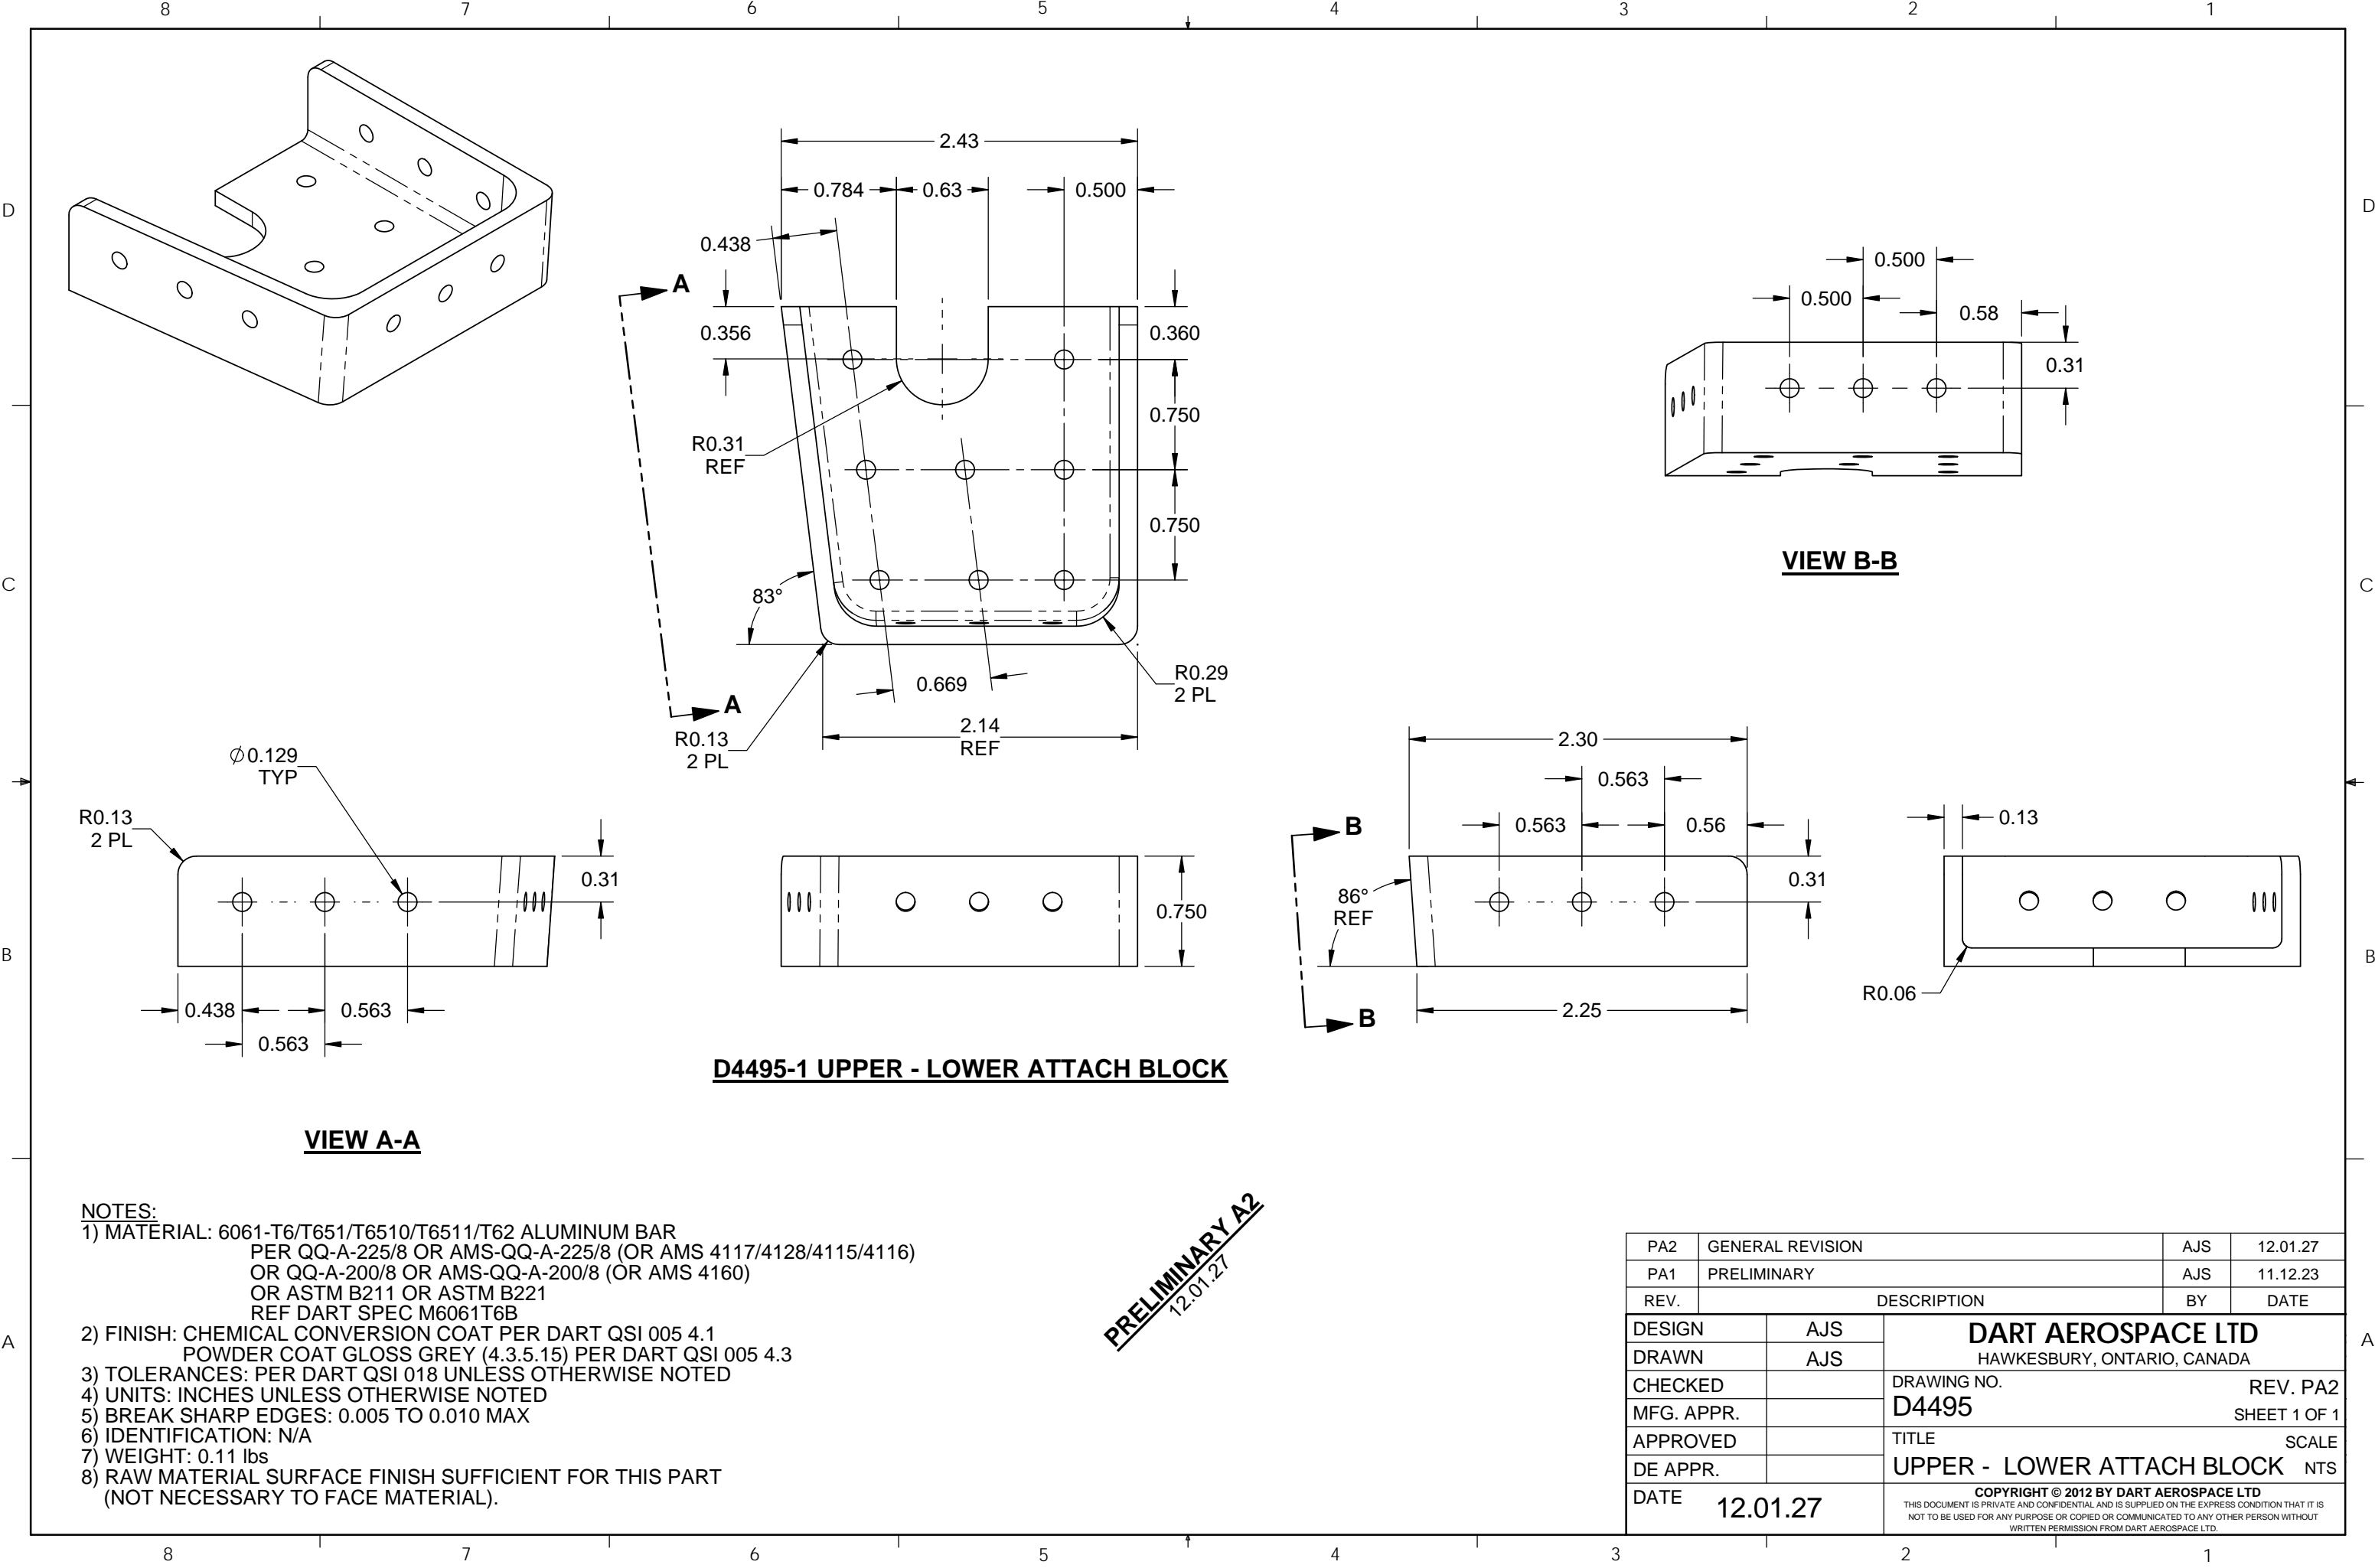 8 7 6 5 4 3 2 1
D
D
C
C
B
B
A
A
2.43
0.784
0.63
0.500
0.438
A
0.356
0.360
0.750
R0.31
REF
0.750
83°
A
0.669
R0.29
2 PL
2.14
REF
R0.13
2 PL
0.500
0.500
0.58
0.31
VIEW B-B
Ø0.129
TYP
R0.13
2 PL
0.31
0.438
0.563
0.563
VIEW A-A
0.750
D4495-1 UPPER - LOWER ATTACH BLOCK
2.30
0.563
0.563
0.56
B
0.31
86°
REF
B
2.25
0.13
R0.06
NOTES:
1) MATERIAL: 6061-T6/T651/T6510/T6511/T62 ALUMINUM BAR
PER QQ-A-225/8 OR AMS-QQ-A-225/8 (OR AMS 4117/4128/4115/4116)
OR QQ-A-200/8 OR AMS-QQ-A-200/8 (OR AMS 4160)
OR ASTM B211 OR ASTM B221
REF DART SPEC M6061T6B
2) FINISH: CHEMICAL CONVERSION COAT PER DART QSI 005 4.1
POWDER COAT GLOSS GREY (4.3.5.15) PER DART QSI 005 4.3
3) TOLERANCES: PER DART QSI 018 UNLESS OTHERWISE NOTED
4) UNITS: INCHES UNLESS OTHERWISE NOTED
5) BREAK SHARP EDGES: 0.005 TO 0.010 MAX
6) IDENTIFICATION: N/A
7) WEIGHT: 0.11 lbs
8) RAW MATERIAL SURFACE FINISH SUFFICIENT FOR THIS PART
(NOT NECESSARY TO FACE MATERIAL).
PRELIMINARY A2
12.01.27
PA2 GENERAL REVISION AJS 12.01.27
PA1 PRELIMINARY AJS 11.12.23
REV. DESCRIPTION BY DATE
DESIGN AJS
DRAWN AJS
CHECKED
MFG. APPR.
APPROVED
DE APPR.
DATE 12.01.27
DART AEROSPACE LTD
HAWKESBURY, ONTARIO, CANADA
DRAWING NO. REV. PA2
D4495 SHEET 1 OF 1
TITLE SCALE
UPPER - LOWER ATTACH BLOCK NTS
COPYRIGHT © 2012 BY DART AEROSPACE LTD
THIS DOCUMENT IS PRIVATE AND CONFIDENTIAL AND IS SUPPLIED ON THE EXPRESS CONDITION THAT IT IS
NOT TO BE USED FOR ANY PURPOSE OR COPIED OR COMMUNICATED TO ANY OTHER PERSON WITHOUT
WRITTEN PERMISSION FROM DART AEROSPACE LTD.
8 7 6 5 4 3 2 1